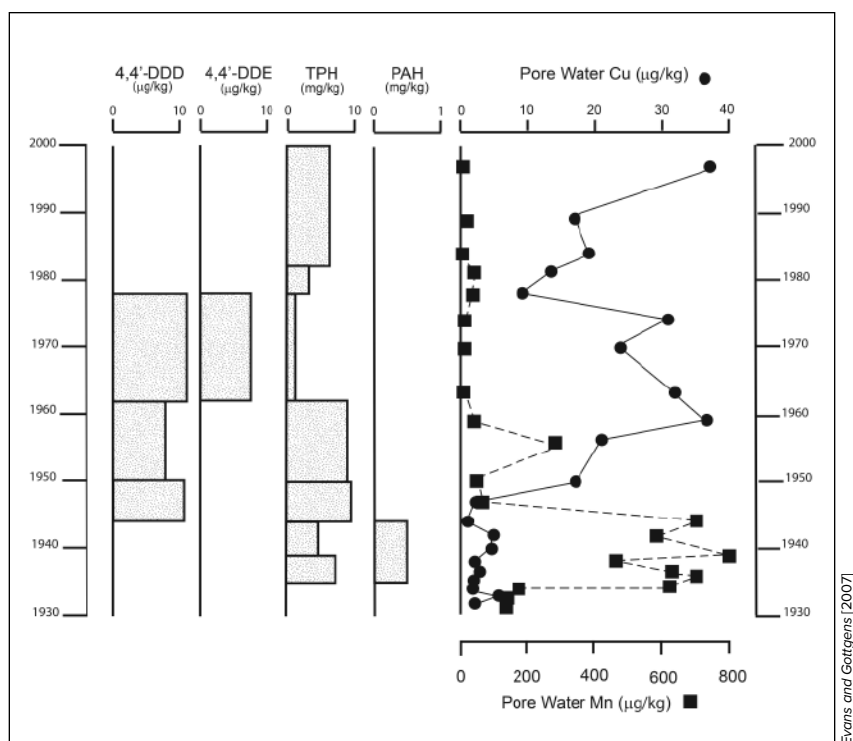 4,4'-DDD 4,4'-DDE TPH PAH Pore Water Cu (µg/kg)
(µg/kg) (µg/kg) (mg/kg) (mg/kg)
0 10 0 10 0 10 0 1 0 10 20 30 40
2000 2000
1990 1990
1980 1980
1970 1970
1960 1960
1950 1950
1940 1940
1930 1930
0 200 400 600 800
Pore Water Mn (µg/kg)
Evans and Gottgens [2007]